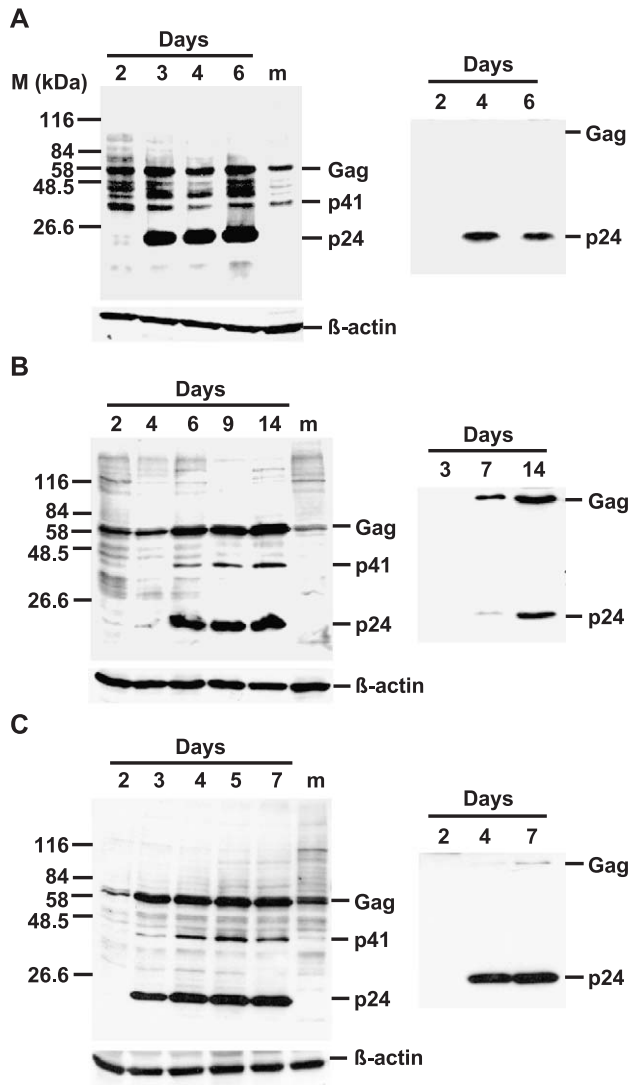 A
Days
M (kDa) 2 3 4 6 m
116
84
58
48.5
26.6
Gag
p41
p24
ß-actin
Days
2 4 6
Gag
p24
B
Days
2 4 6 9 14 m
116
84
58
48.5
26.6
Gag
p41
p24
ß-actin
Days
3 7 14
Gag
p24
C
Days
2 3 4 5 7 m
116
84
58
48.5
26.6
Gag
p41
p24
ß-actin
Days
2 4 7
Gag
p24